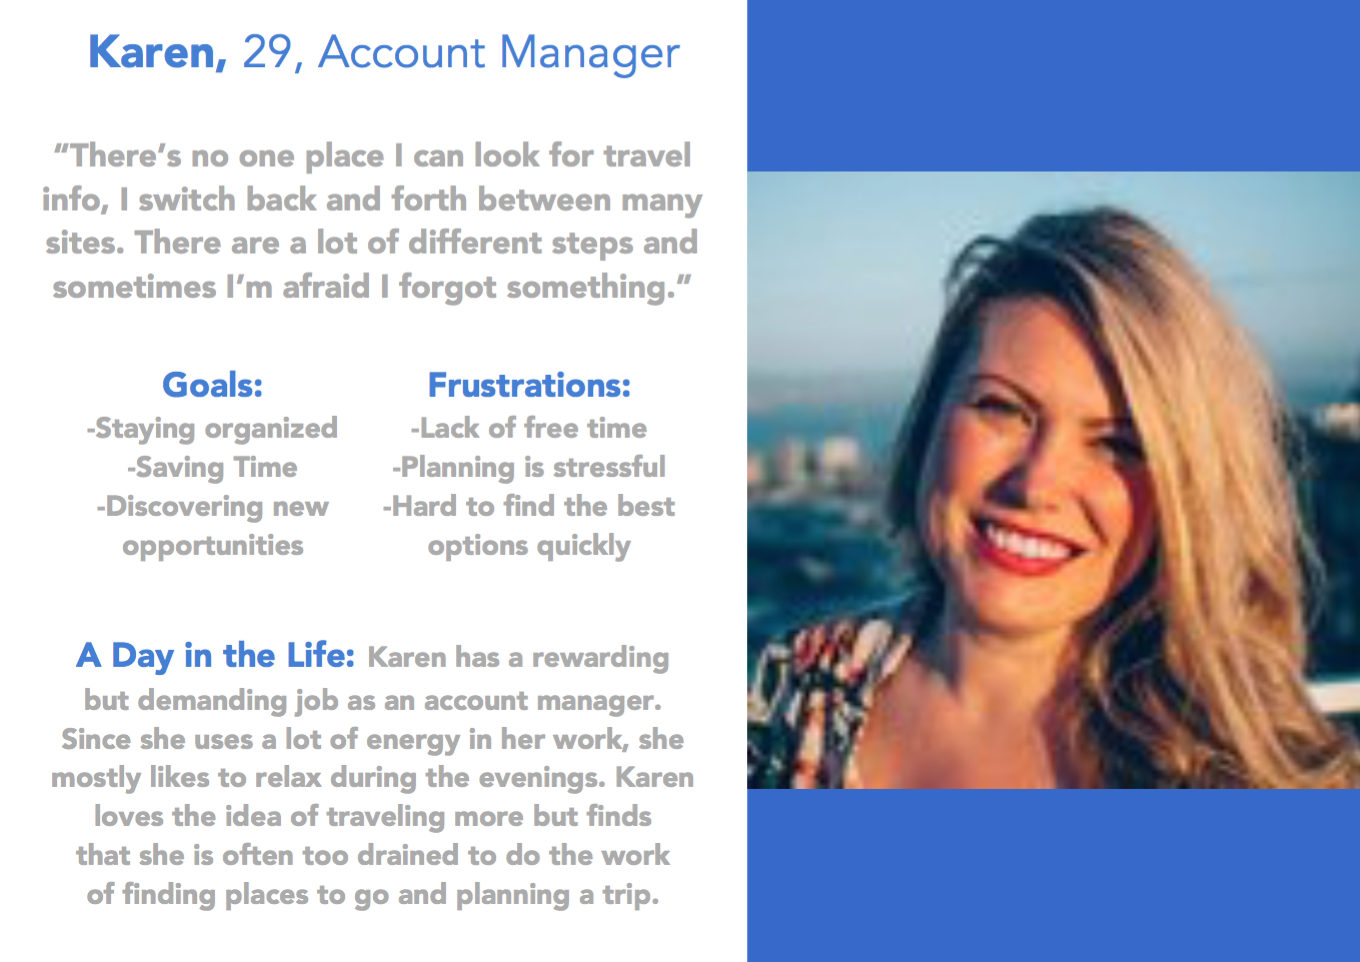 Karen, 29, Account Manager
“There’s no one place I can look for travel
info, I switch back and forth between many
sites. There are a lot of different steps and
sometimes I’m afraid I forgot something.”
Goals:
-Staying organized
-Saving Time
-Discovering new
opportunities
Frustrations:
-Lack of free time
-Planning is stressful
-Hard to find the best
options quickly
A Day in the Life: Karen has a rewarding
but demanding job as an account manager.
Since she uses a lot of energy in her work, she
mostly likes to relax during the evenings. Karen
loves the idea of traveling more but finds
that she is often too drained to do the work
of finding places to go and planning a trip.